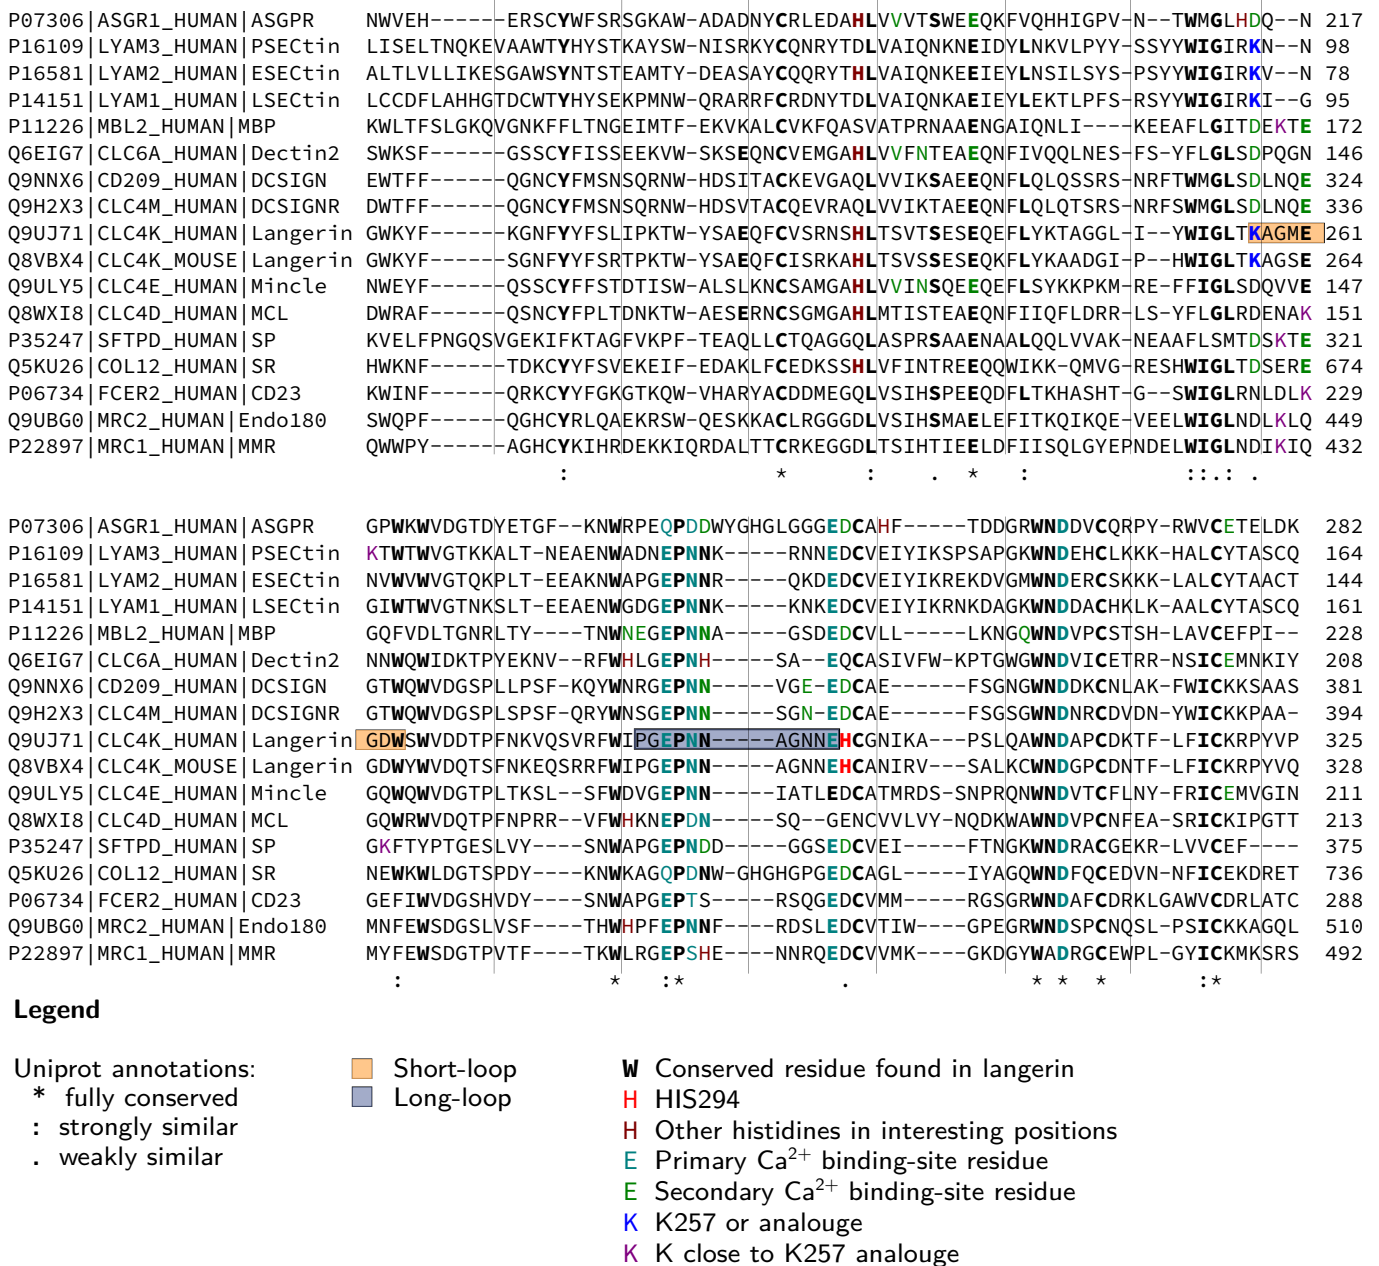 P07306|ASGR1_HUMAN|ASGPR NWVEH------ERSCYWFSRSGKAW-ADADNYCRLEDAHLVVVTSWEEQKFVQHHIGPVN--TWMGLHDQ--N 217
P16109|LYAM3_HUMAN|PSECtin LISELTNQKEVAAWTYHYSTKAYSW-NISRKYCQNRYTDLVAIQNKNEIDYLNKVLPYY-SSYYWIGIRKN--N 98
P16581|LYAM2_HUMAN|ESECtin ALTLVLLIKESGAWSYNTSTEAMTY-DEASAYCQQRYTHLVAIQNKEEIEYLNSILSYS-PSYYWIGIRKV--N 78
P14151|LYAM1_HUMAN|LSECtin LCCDFLAHHGTDCWTYHYSEKPMNW-QRARRFCRDNYTDLVAIQNKAEIEYLEKTLPFS-RSYYWIGIRKI--G 95
P11226|MBL2_HUMAN|MBP KWLTFSLGKQVGNKFFLTNGEIMTF-EKVKALCVKFQASVATPRNAAENGAIQNLI----KEEAFLGITDEKTE 172
Q6EIG7|CLC6A_HUMAN|Dectin2 SWKSF------GSSCYFISSEEKVW-SKSEQNCVEMGAHLVVFNTEAEQNFIVQQLNES-FS-YFLGLSDPQGN 146
Q9NNX6|CD209_HUMAN|DCSIGN EWTFF------QGNCYFMSNSQRNW-HDSITACKEVGAQLVVIKSAEEQNFLQLQSSRS-NRFTWMGLSDLNQE 324
Q9H2X3|CLC4M_HUMAN|DCSIGNR DWTFF------QGNCYFMSNSQRNW-HDSVTACQEVRAQLVVIKTAEEQNFLQLQTSRS-NRFSWMGLSDLNQE 336
Q9UJ71|CLC4K_HUMAN|Langerin GWKYF------KGNFYYFSLIPKTW-YSAEQFCVSRNSHLTSVTSESEQEFLYKTAGGL-I--YWIGLTKAGME 261
Q8VBX4|CLC4K_MOUSE|Langerin GWKYF------SGNFYYFSRTPKTW-YSAEQFCISRKAHLTSVSSESEQKFLYKAADGI-P--HWIGLTKAGSE 264
Q9ULY5|CLC4E_HUMAN|Mincle NWEYF------QSSCYFFSTDTISW-ALSLKNCSAMGAHLVVINSQEEQEFLSYKKPKM-RE-FFIGLSDQVVE 147
Q8WXI8|CLC4D_HUMAN|MCL DWRAF------QSNCYFPLTDNKTW-AESERNCSGMGAHLMTISTEAEQNFIIQFLDRR-LS-YFLGLRDENAK 151
P35247|SFTPD_HUMAN|SP KVELFPNGQSVGEKIFKTAGFVKPF-TEAQLLCTQAGGQLASPRSAAENAALQQLVVAK-NEAAFLSMTDSKTE 321
Q5KU26|COL12_HUMAN|SR HWKNF------TDKCYYFSVEKEIF-EDAKLFCEDKSSHLVFINTREEQQWIKK-QMVG-RESHWIGLTDSERE 674
P06734|FCER2_HUMAN|CD23 KWINF------QRKCYYFGKGTKQW-VHARYACDDMEGQLVSIHSPEEQDFLTKHASHT-G--SWIGLRNLDLK 229
Q9UBG0|MRC2_HUMAN|Endo180 SWQPF------QGHCYRLQAEKRSW-QESKKACLRGGGDLVSIHSMAELEFITKQIKQE-VEELWIGLNDLKLQ 449
P22897|MRC1_HUMAN|MMR QWWPY------AGHCYKIHRDEKKIQRDALTTCRKEGGDLTSIHTIEELDFIISQLGYEPNDELWIGLNDIKIQ 432
: * : . * : ::.: .
P07306|ASGR1_HUMAN|ASGPR GPWKWVDGTDYETGF--KNWRPEQPDDWYGHGLGGGEDCAHF-----TDDGRWNDDVCQRPY-RWVCETELDK 282
P16109|LYAM3_HUMAN|PSECtin KTWTWVGTKKALT-NEAENWADNEPNNK-----RNNEDCVEIYIKSPSAPGKWNDEHCLKKK-HALCYTASCQ 164
P16581|LYAM2_HUMAN|ESECtin NVWVWVGTQKPLT-EEAKNWAPGEPNNR-----QKDEDCVEIYIKREKDVGMWNDERCSKKK-LALCYTAACT 144
P14151|LYAM1_HUMAN|LSECtin GIWTWVGTNKSLT-EEAENWGDGEPNNK-----KNKEDCVEIYIKRNKDAGKWNDDACHKLK-AALCYTASCQ 161
P11226|MBL2_HUMAN|MBP GQFVDLTGNRLTY----TNWNEGEPNNA-----GSDEDCVLL-----LKNGQWNDVPCSTSH-LAVCEFPI-- 228
Q6EIG7|CLC6A_HUMAN|Dectin2 NNWQWIDKTPYEKNV--RFWHLGEPNH-----SA--EQCASIVFW-KPTGWGWNDVICETRR-NSICEMNKIY 208
Q9NNX6|CD209_HUMAN|DCSIGN GTWQWVDGSPLLPSF-KQYWNRGEPNN-----VGE-EDCAE-----FSGNGWNDDKCNLAK-FWICKKSAAS 381
Q9H2X3|CLC4M_HUMAN|DCSIGNR GTWQWVDGSPLSPSF-QRYWNSGEPNN-----SGN-EDCAE-----FSGSGWNDNRCDVDN-YWICKKPAA- 394
Q9UJ71|CLC4K_HUMAN|Langerin GDWSWVDDTPFNKVQSVRFWIPGEPNN-----AGNNEHCGNIKA---PSLQAWNDAPCDKTF-LFICKRPYVP 325
Q8VBX4|CLC4K_MOUSE|Langerin GDWYWVDQTSFNKEQSRRFWIPGEPNN-----AGNNEHCANIRV---SALKCWNDGPCDNTF-LFICKRPYVQ 328
Q9ULY5|CLC4E_HUMAN|Mincle GQWQWVDGTPLTKSL--SFWDVGEPNN-----IATLEDCATMRDS-SNPRQNWNDVTCFLNY-FRICEMVGIN 211
Q8WXI8|CLC4D_HUMAN|MCL GQWRWVDQTPFNPRR--VFWHKNEPDN-----SQ--GENCVVLVY-NQDKWAWNDVPCNFEA-SRICKIPGTT 213
P35247|SFTPD_HUMAN|SP GKFTYPTGESLVY----SNWAPGEPNDD-----GGSEDCVEI-----FTNGKWNDRACGEKR-LVVCEF---- 375
Q5KU26|COL12_HUMAN|SR NEWKWLDGTSPDY----KNWKAGQPDNW-GHGHGPGEDCAGL-----IYAGQWNDFQCEDVN-NFICEKDRET 736
P06734|FCER2_HUMAN|CD23 GEFIWVDGSHVDY----SNWAPGEPTS-----RSQGEDCVMM-----RGSGRWNDAFCDRKLGAWVCDRLATC 288
Q9UBG0|MRC2_HUMAN|Endo180 MNFEWSDGSLVSF----THWHPFEPNNF-----RDSLEDCVTIW-----GPEGRWNDSPCNQSL-PSICKKAGQL 510
P22897|MRC1_HUMAN|MMR MYFEWSDGTPVTF----TKWLRGEPSHE-----NNRQEDCVVMK-----GKDGYWADRGCEWPL-GYICKMKSRS 492
: * :* . * * * :*
Legend
Uniprot annotations:
* fully conserved
: strongly similar
. weakly similar
Short-loop
Long-loop
W Conserved residue found in langerin
H HIS294
H Other histidines in interesting positions
E Primary Ca2+ binding-site residue
E Secondary Ca2+ binding-site residue
K K257 or analouge
K K close to K257 analouge